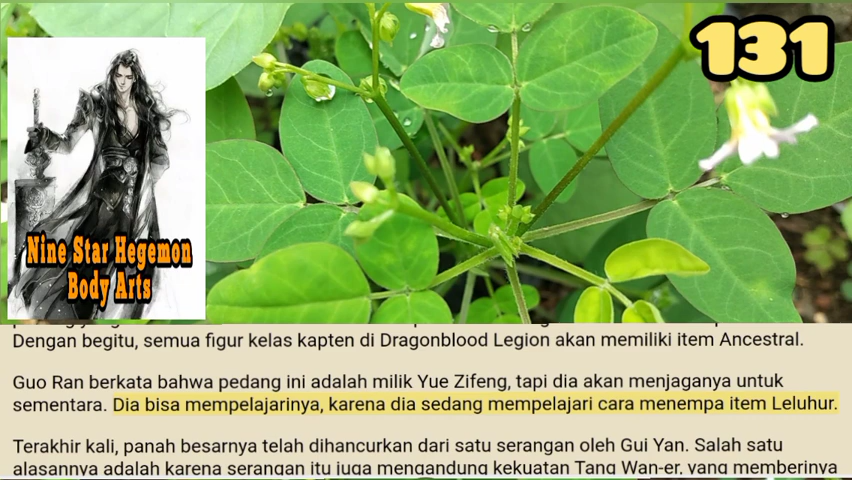 131
Nine Star Hegemon
Body Arts
Dengan begitu, semua figur kelas kapten di Dragonblood Legion akan memiliki item Ancestral.
Guo Ran berkata bahwa pedang ini adalah milik Yue Zifeng, tapi dia akan menjaganya untuk
sementara. Dia bisa mempelajarinya, karena dia sedang mempelajari cara menempa item Leluhur.
Terakhir kali, panah besarnya telah dihancurkan dari satu serangan oleh Gui Yan. Salah satu
alasannya adalah karena serangan itu juga mengandung kekuatan Tang Wan-er, yang memberinya